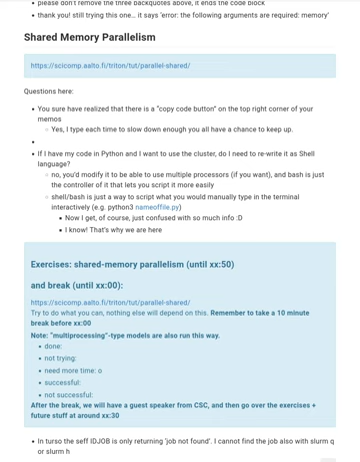 please don't remove the three backquotes above, it ends the code block
thank you! still trying this one... it says 'error: the following arguments are required: memory'
Shared Memory Parallelism
https://scicomp.aalto.fi/triton/tut/parallel-shared/
Questions here:
You sure have realized that there is a "copy code button" on the top right corner of your
memos
Yes, I type each time to slow down enough you all have a chance to keep up.
If I have my code in Python and I want to use the cluster, do I need to re-write it as Shell
language?
no, you'd modify it to be able to use multiple processors (if you want), and bash is just
the controller of it that lets you script it more easily
shell/bash is just a way to script what you would manually type in the terminal
interactively (e.g. python3 nameoffile.py)
Now I get, of course, just confused with so much info :D
I know! That's why we are here
Exercises: shared-memory parallelism (until xx:50)
and break (until xx:00):
https://scicomp.aalto.fi/triton/tut/parallel-shared/
Try to do what you can, nothing else will depend on this. Remember to take a 10 minute
break before xx:00
Note: "multiprocessing"-type models are also run this way.
done:
not trying:
need more time: o
successful:
not successful:
After the break, we will have a guest speaker from CSC, and then go over the exercises +
future stuff at around xx:30
In turso the seff IDJOB is only returning 'job not found'. I cannot find the job also with slurm q
or slurm h